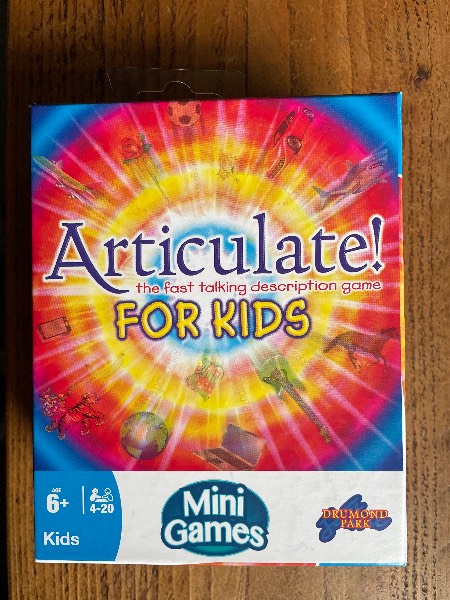 Articulate!
the fast talking description game
FOR KIDS
AGE
6+
4-20
Kids
Mini
Games
DRUMOND
PARK